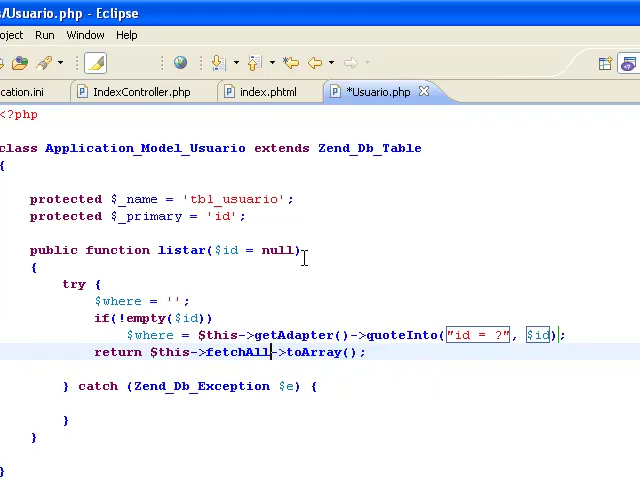 s/Usuario.php - Eclipse
oject Run Window Help
cation.ini IndexController.php index.phtml *Usuario.php
<?php
class Application_Model_Usuario extends Zend_Db_Table
{
protected $_name = 'tbl_usuario';
protected $_primary = 'id';
public function listar($id = null)
{
try {
$where = '';
if(!empty($id))
$where = $this->getAdapter()->quoteInto("id = ?", $id);
return $this->fetchAll->toArray();
} catch (Zend_Db_Exception $e) {
}
}
}